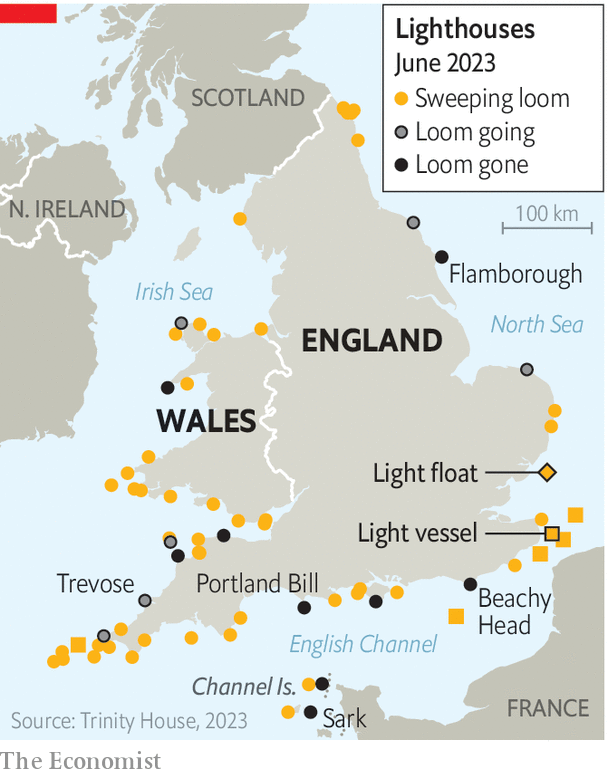 Lighthouses
June 2023
Sweeping loom
Loom going
Loom gone
SCOTLAND
N. IRELAND
100 km
Flamborough
Irish Sea
North Sea
ENGLAND
WALES
Light float
Light vessel
Trevose
Portland Bill
Beachy
Head
English Channel
Channel Is.
Sark
FRANCE
Source: Trinity House, 2023
The Economist